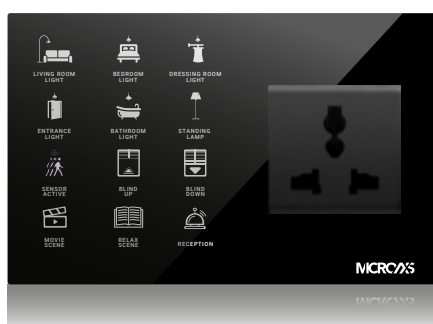 LIVING ROOM
LIGHT
BEDROOM
LIGHT
DRESSING ROOM
LIGHT
ENTRANCE
LIGHT
BATHROOM
LIGHT
STANDING
LAMP
SENSOR
ACTIVE
BLIND
UP
BLIND
DOWN
MOVIE
SCENE
RELAX
SCENE
RECEPTION